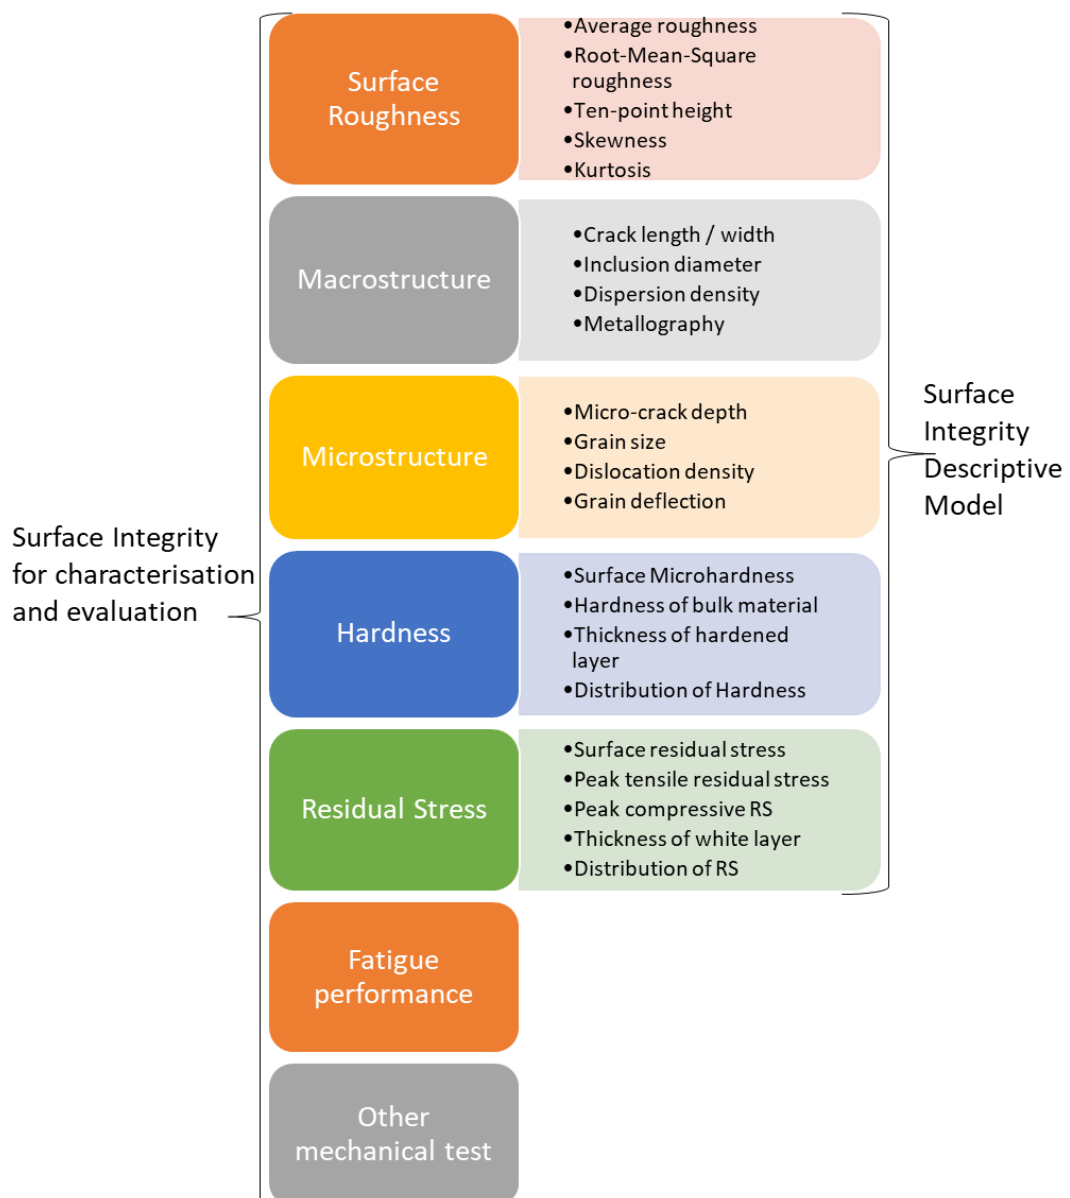 Surface Integrity
for characterisation
and evaluation
Surface
Roughness
•Average roughness
•Root-Mean-Square
roughness
•Ten-point height
•Skewness
•Kurtosis
Macrostructure
•Crack length / width
•Inclusion diameter
•Dispersion density
•Metallography
Microstructure
•Micro-crack depth
•Grain size
•Dislocation density
•Grain deflection
Hardness
•Surface Microhardness
•Hardness of bulk material
•Thickness of hardened
layer
•Distribution of Hardness
Residual Stress
•Surface residual stress
•Peak tensile residual stress
•Peak compressive RS
•Thickness of white layer
•Distribution of RS
Fatigue
performance
Other
mechanical test
Surface
Integrity
Descriptive
Model